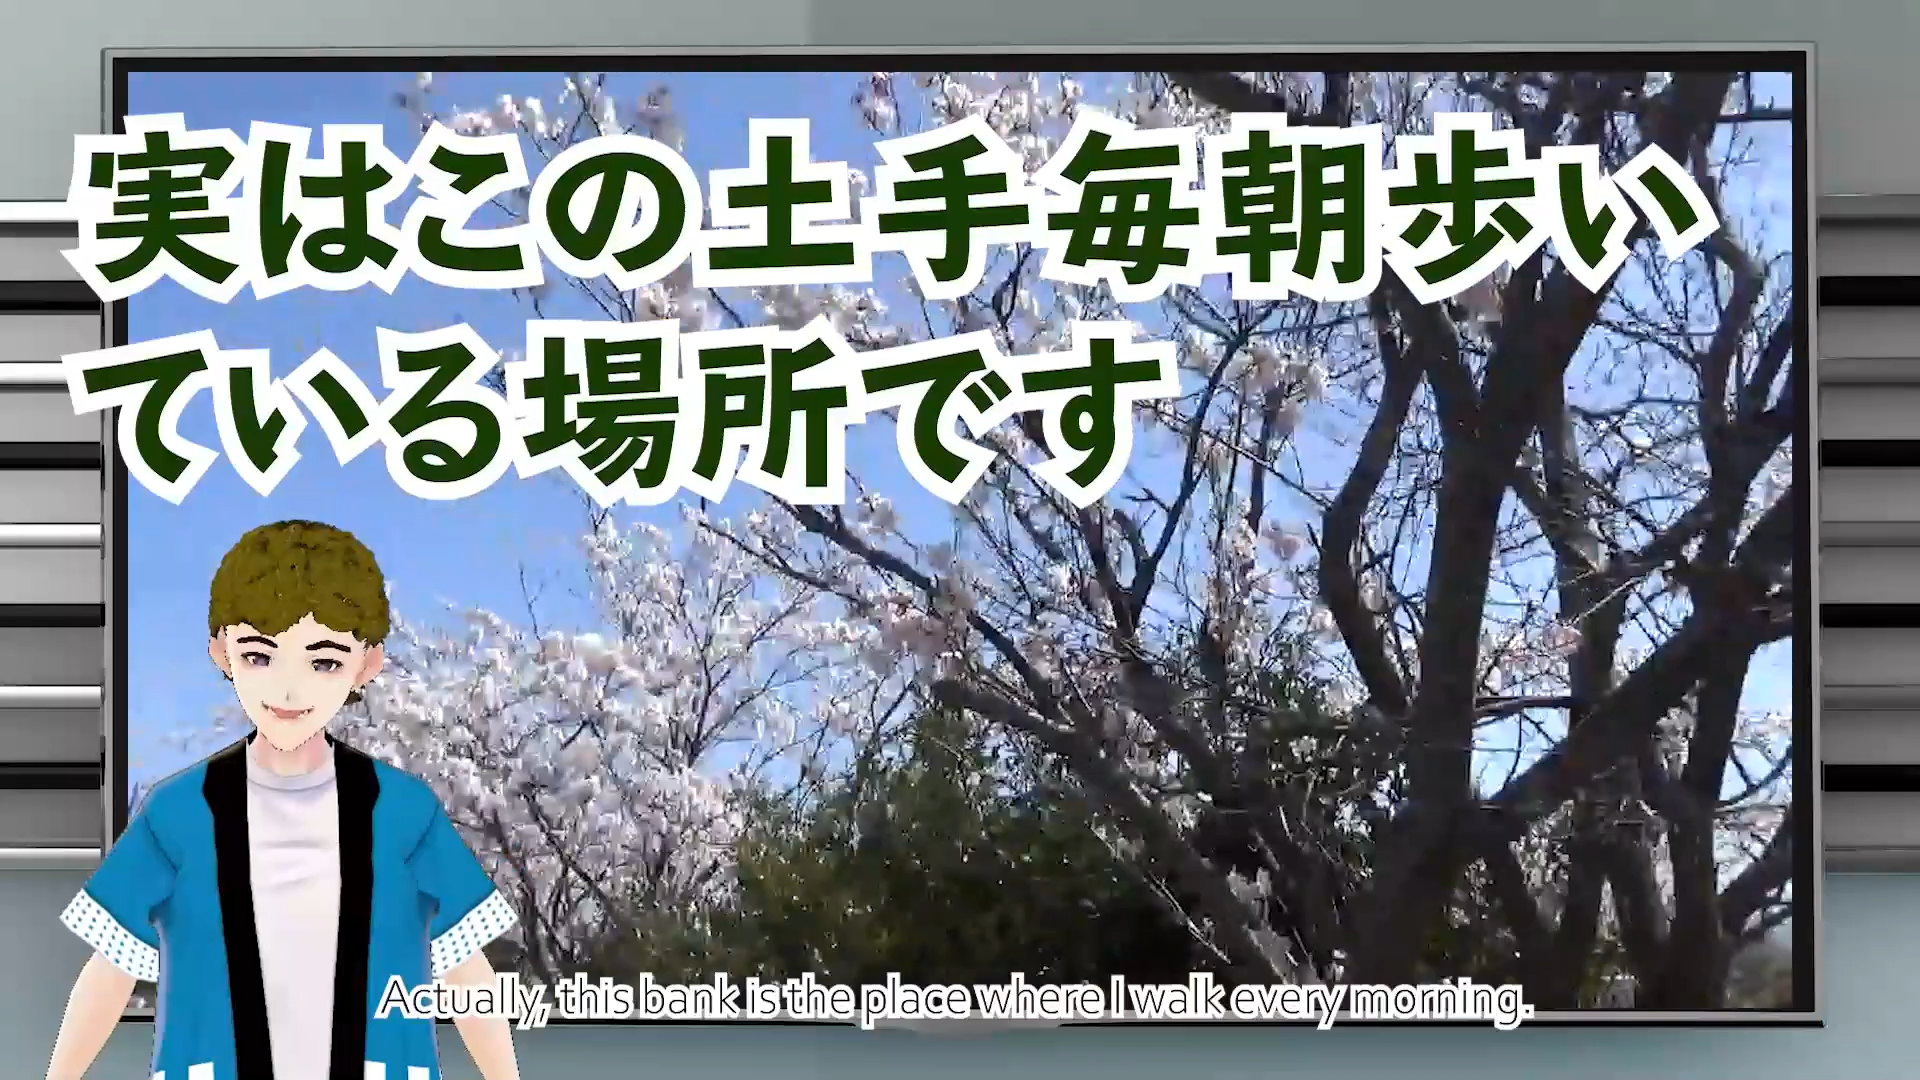 実はこの土手毎朝歩い
ている場所です
Actually, this bank is the place where I walk every morning.